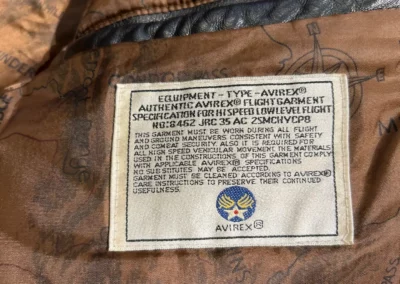 EQUIPMENT - TYPE - AVIREX®
AUTHENTIC AVIREX® FLIGHT GARMENT
SPECIFICATION FOR HI SPEED LOW LEVEL FLIGHT
NO: 8462 JRC 35 AC 2SMCHYCP8
THIS GARMENT MUST BE WORN DURING ALL FLIGHT
AND GROUND MANEUVERS CONSISTENT WITH SAFETY
AND COMBAT SECURITY. ALSO IT IS REQUIRED FOR
ALL HIGH SPEED VEHICULAR MOVEMENT. THE MATERIALS
USED IN THE CONSTRUCTIONS OF THIS GARMENT COMPLY
WITH APPLICABLE AVIREX® SPECIFICATIONS
NO SUBSTITUTES MAY BE ACCEPTED.
GARMENT MUST BE CLEANED ACCORDING TO AVIREX®
CARE INSTRUCTIONS TO PRESERVE THEIR CONTINUED
USEFULNESS.
AVIREX®